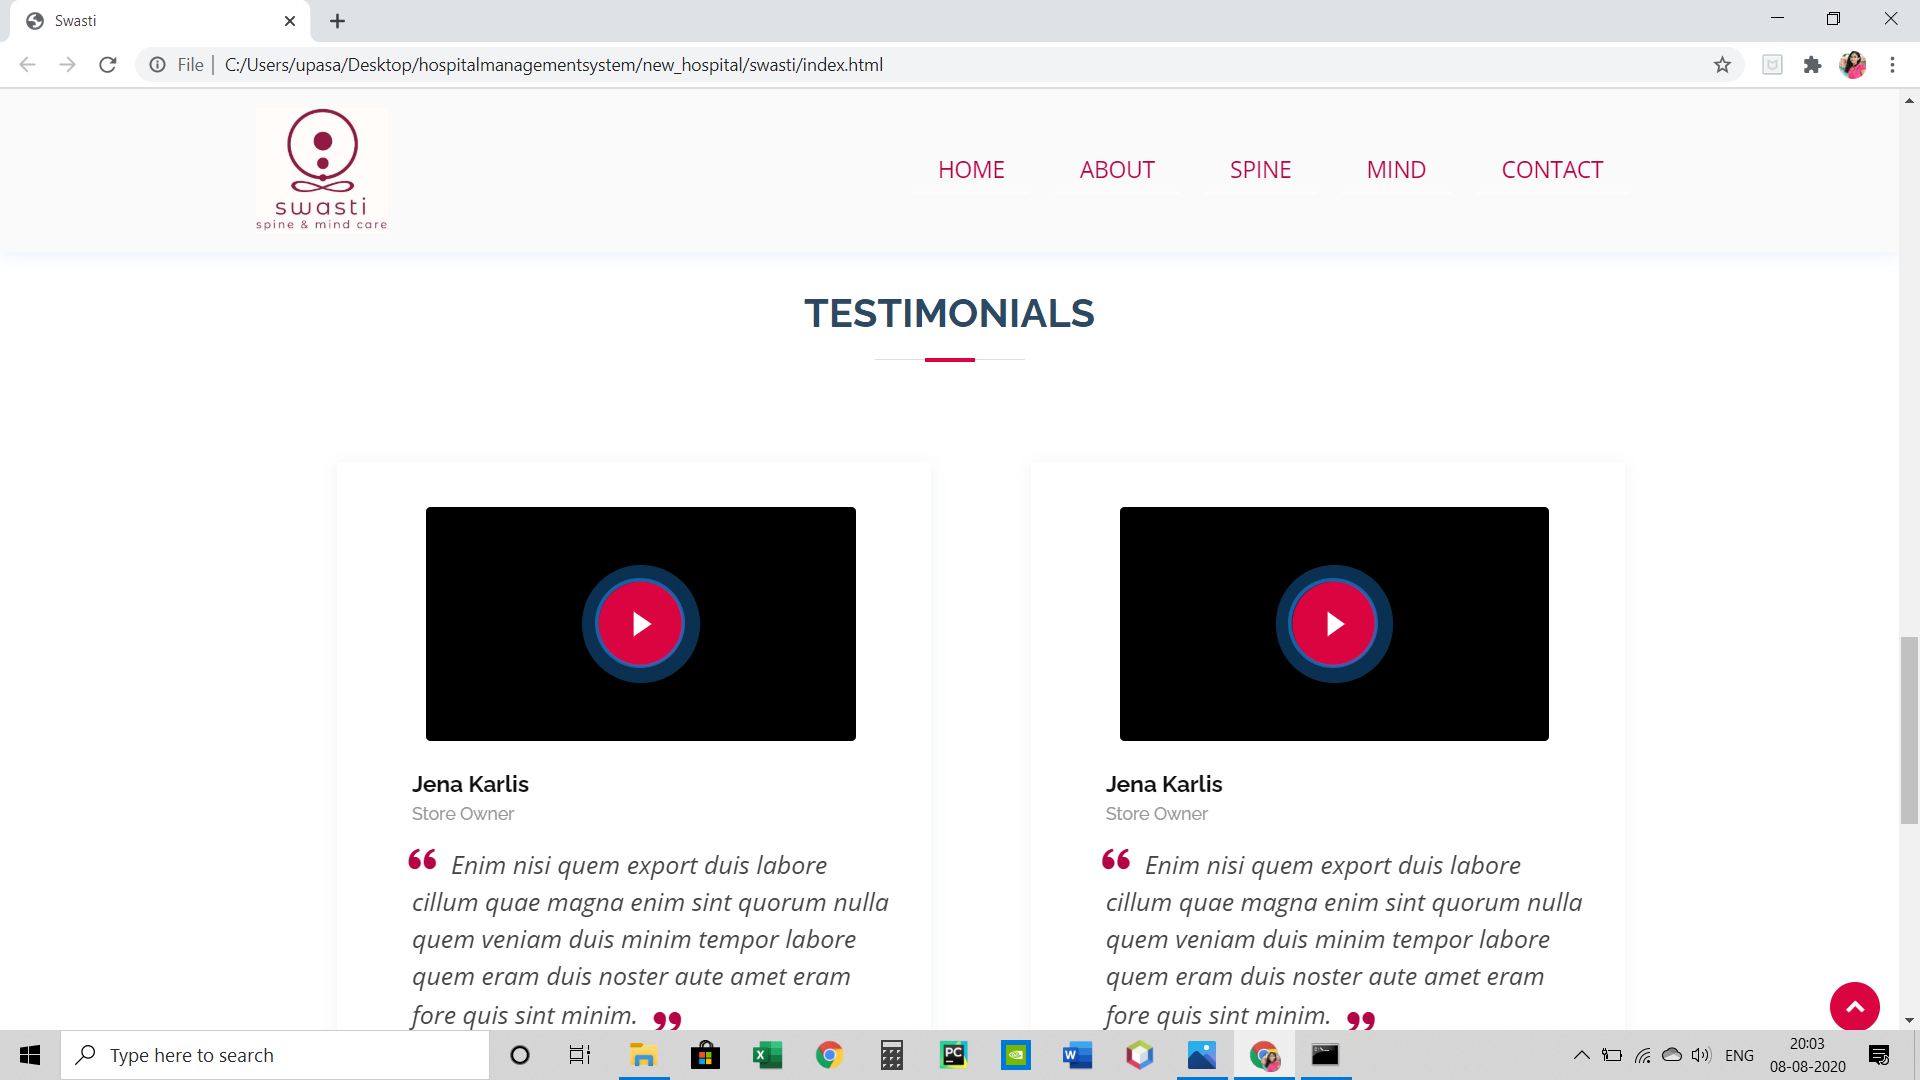 Swasti
File
C:/Users/upasa/Desktop/hospitalmanagementsystem/new_hospital/swasti/index.html
swasti
spine & mind care
HOME ABOUT SPINE MIND CONTACT
TESTIMONIALS
Jena Karlis
Store Owner
“ Enim nisi quem export duis labore
cillum quae magna enim sint quorum nulla
quem veniam duis minim tempor labore
quem eram duis noster aute amet eram
fore quis sint minim. ”
Jena Karlis
Store Owner
“ Enim nisi quem export duis labore
cillum quae magna enim sint quorum nulla
quem veniam duis minim tempor labore
quem eram duis noster aute amet eram
fore quis sint minim. ”
Type here to search
ENG
20:03
08-08-2020